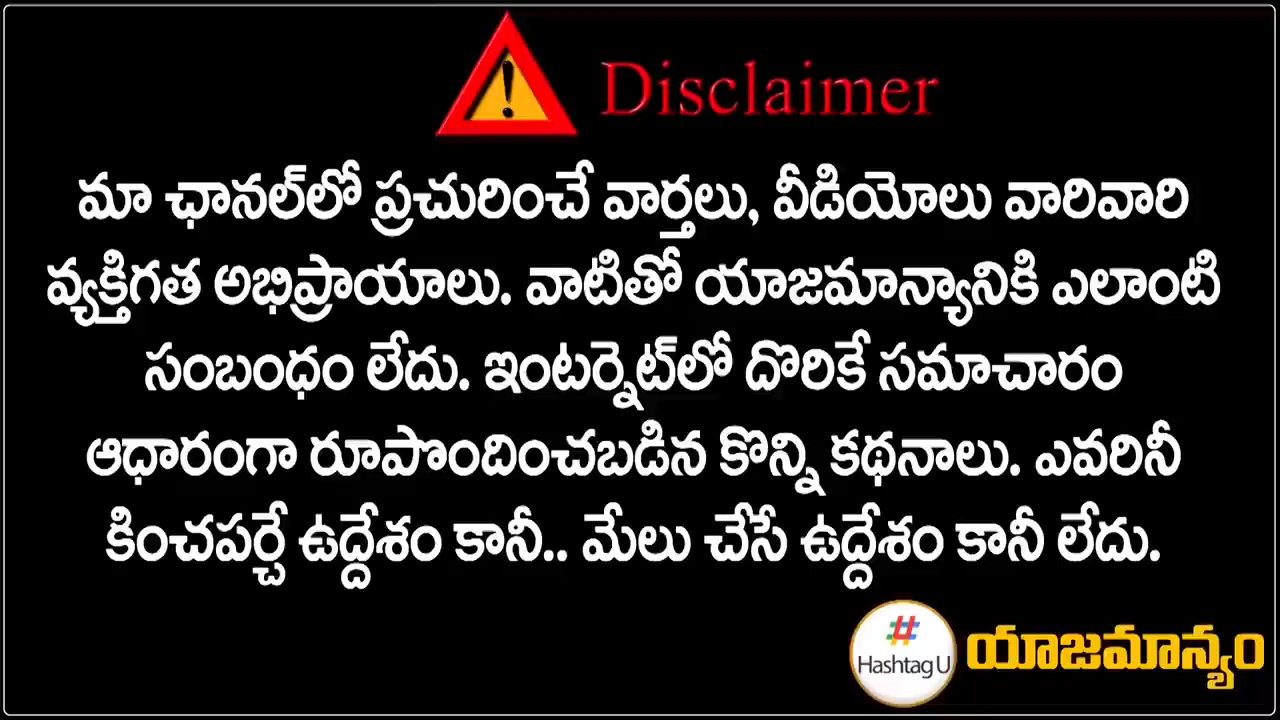 Disclaimer
మా ఛానల్‌లో ప్రచురించే వార్తలు, వీడియోలు వారివారి
వ్యక్తిగత అభిప్రాయాలు. వాటితో యాజమాన్యానికి ఎలాంటి
సంబంధం లేదు. ఇంటర్నెట్‌లో దొరికే సమాచారం
ఆధారంగా రూపొందించబడిన కొన్ని కథనాలు. ఎవరినీ
కించపర్చే ఉద్దేశం కానీ.. మేలు చేసే ఉద్దేశం కానీ లేదు.
# Hashtag U యాజమాన్యం